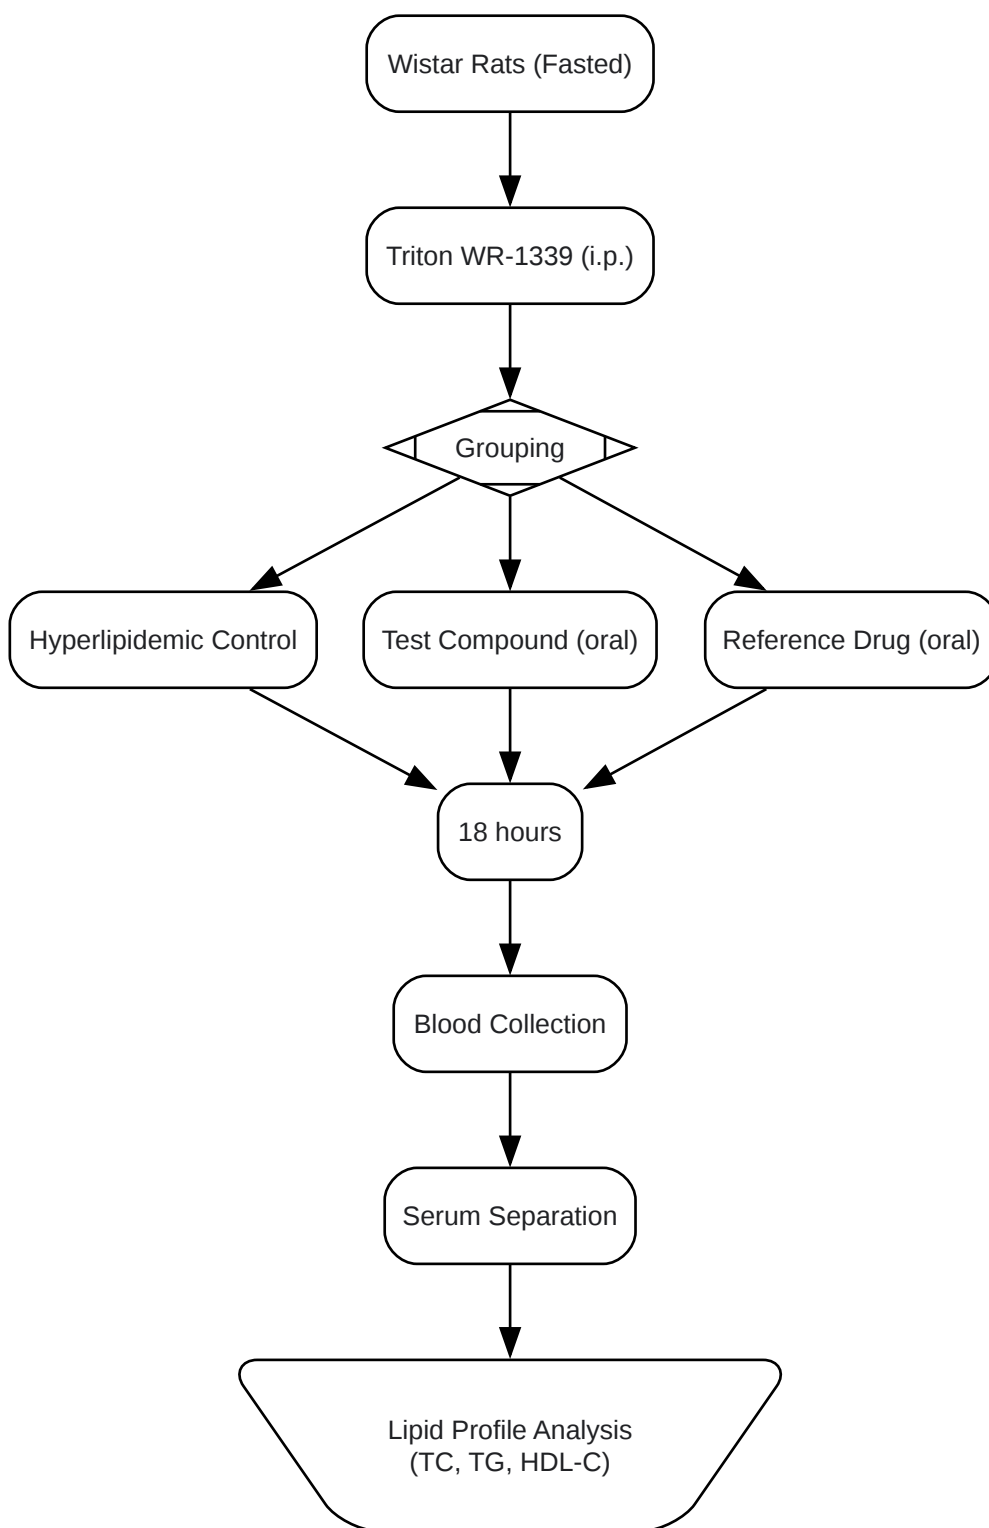 Wistar Rats (Fasted)
Triton WR-1339 (i.p.)
Grouping
Hyperlipidemic Control
Test Compound (oral)
Reference Drug (oral)
18 hours
Blood Collection
Serum Separation
Lipid Profile Analysis
(TC, TG, HDL-C)